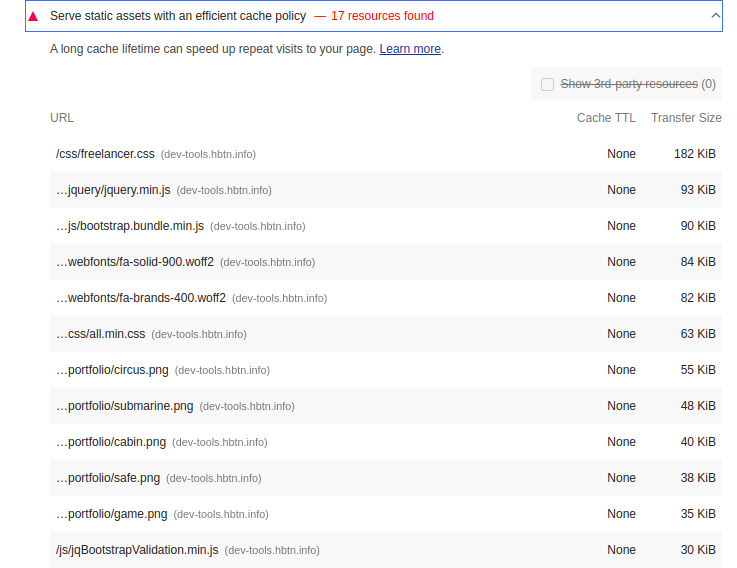 Serve static assets with an efficient cache policy — 17 resources found
A long cache lifetime can speed up repeat visits to your page. Learn more.
Show 3rd-party resources (0)
URL Cache TTL Transfer Size
/css/freelancer.css (dev-tools.hbtn.info) None 182 KiB
…jquery/jquery.min.js (dev-tools.hbtn.info) None 93 KiB
…js/bootstrap.bundle.min.js (dev-tools.hbtn.info) None 90 KiB
…webfonts/fa-solid-900.woff2 (dev-tools.hbtn.info) None 84 KiB
…webfonts/fa-brands-400.woff2 (dev-tools.hbtn.info) None 82 KiB
…css/all.min.css (dev-tools.hbtn.info) None 63 KiB
…portfolio/circus.png (dev-tools.hbtn.info) None 55 KiB
…portfolio/submarine.png (dev-tools.hbtn.info) None 48 KiB
…portfolio/cabin.png (dev-tools.hbtn.info) None 40 KiB
…portfolio/safe.png (dev-tools.hbtn.info) None 38 KiB
…portfolio/game.png (dev-tools.hbtn.info) None 35 KiB
/js/jqBootstrapValidation.min.js (dev-tools.hbtn.info) None 30 KiB